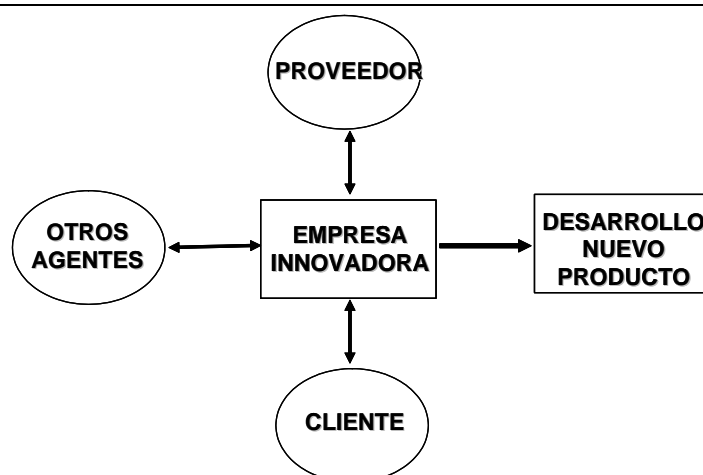 PROVEEDOR
OTROS
AGENTES
EMPRESA
INNOVADORA
DESARROLLO
NUEVO
PRODUCTO
CLIENTE